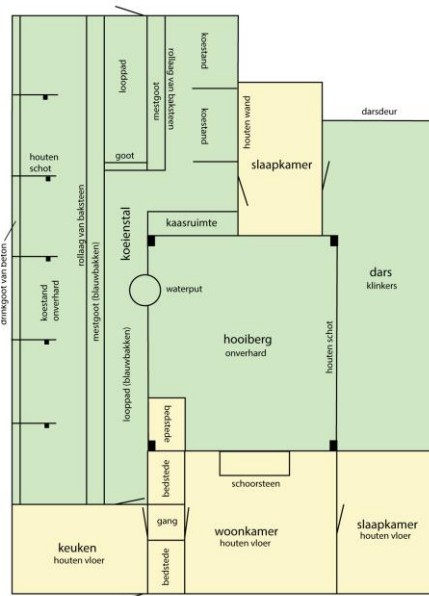 looppad
mestgoot
rollaag van baksteen
koestand
koestand
houten wand
slaapkamer
darsdeur
houten
schot
goot
drinkgoot van beton
koestand
onverhard
rollaag van baksteen
mestgoot (blauwbakken)
koeienstal
looppad (blauwbakken)
kaasruimte
waterput
hooiberg
onverhard
houten schot
dars
klinkers
bedstede
bedstede
schoorsteen
gang
bedstede
keuken
houten vloer
woonkamer
houten vloer
slaapkamer
houten vloer